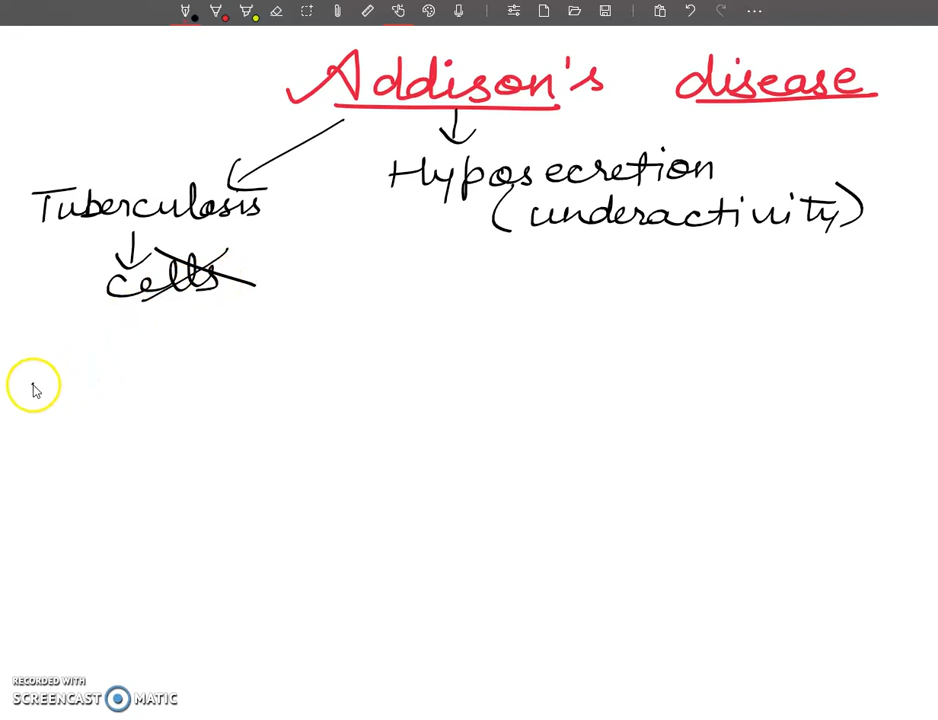 Addison's disease
Hyposecretion
Tuberculosis
(underactivity)
cells
RECORDED WITH
SCREENCAST MATIC